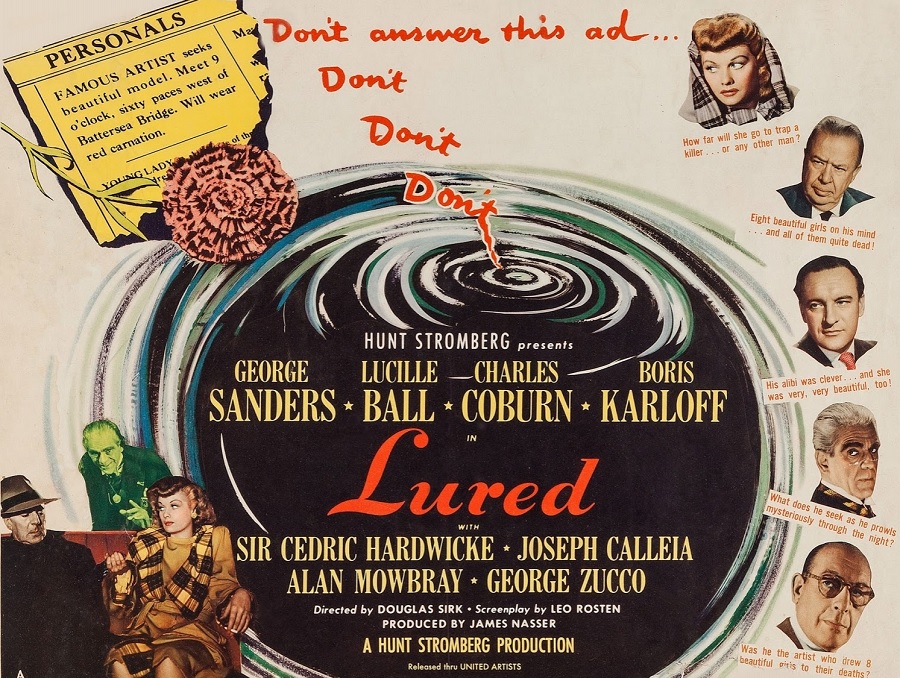 PERSONALS
FAMOUS ARTIST seeks
beautiful model. Meet 9
o'clock, sixty paces west of
Battersea Bridge. Will wear
red carnation.
YOUNG LADY
of the
Don't answer this ad...
Don't
Don't
Don't
How far will she go to trap a
killer . . . or any other man?
Eight beautiful girls on his mind
. . . and all of them quite dead!
His alibi was clever. . . and she
was very, very beautiful, too!
What does he seek as he prowls
mysteriously through the night?
Was he the artist who drew 8
beautiful girls to their deaths?
HUNT STROMBERG presents
GEORGE LUCILLE CHARLES BORIS
SANDERS ★ BALL ★ COBURN ★ KARLOFF
IN
Lured
WITH
SIR CEDRIC HARDWICKE ★ JOSEPH CALLEIA
ALAN MOWBRAY ★ GEORGE ZUCCO
Directed by DOUGLAS SIRK • Screenplay by LEO ROSTEN
PRODUCED BY JAMES NASSER
A HUNT STROMBERG PRODUCTION
Released thru UNITED ARTISTS
A